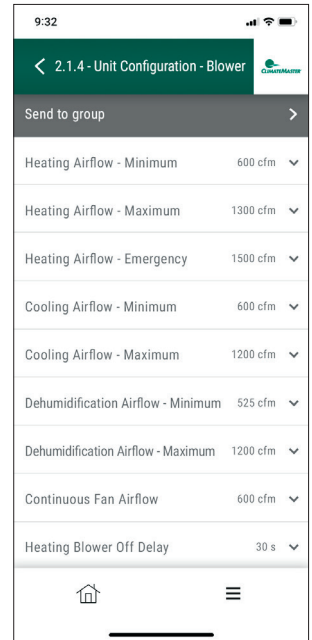 9:32
2.1.4 - Unit Configuration - Blower
CLIMATEMASTER
Send to group
Heating Airflow - Minimum 600 cfm
Heating Airflow - Maximum 1300 cfm
Heating Airflow - Emergency 1500 cfm
Cooling Airflow - Minimum 600 cfm
Cooling Airflow - Maximum 1200 cfm
Dehumidification Airflow - Minimum 525 cfm
Dehumidification Airflow - Maximum 1200 cfm
Continuous Fan Airflow 600 cfm
Heating Blower Off Delay 30 s